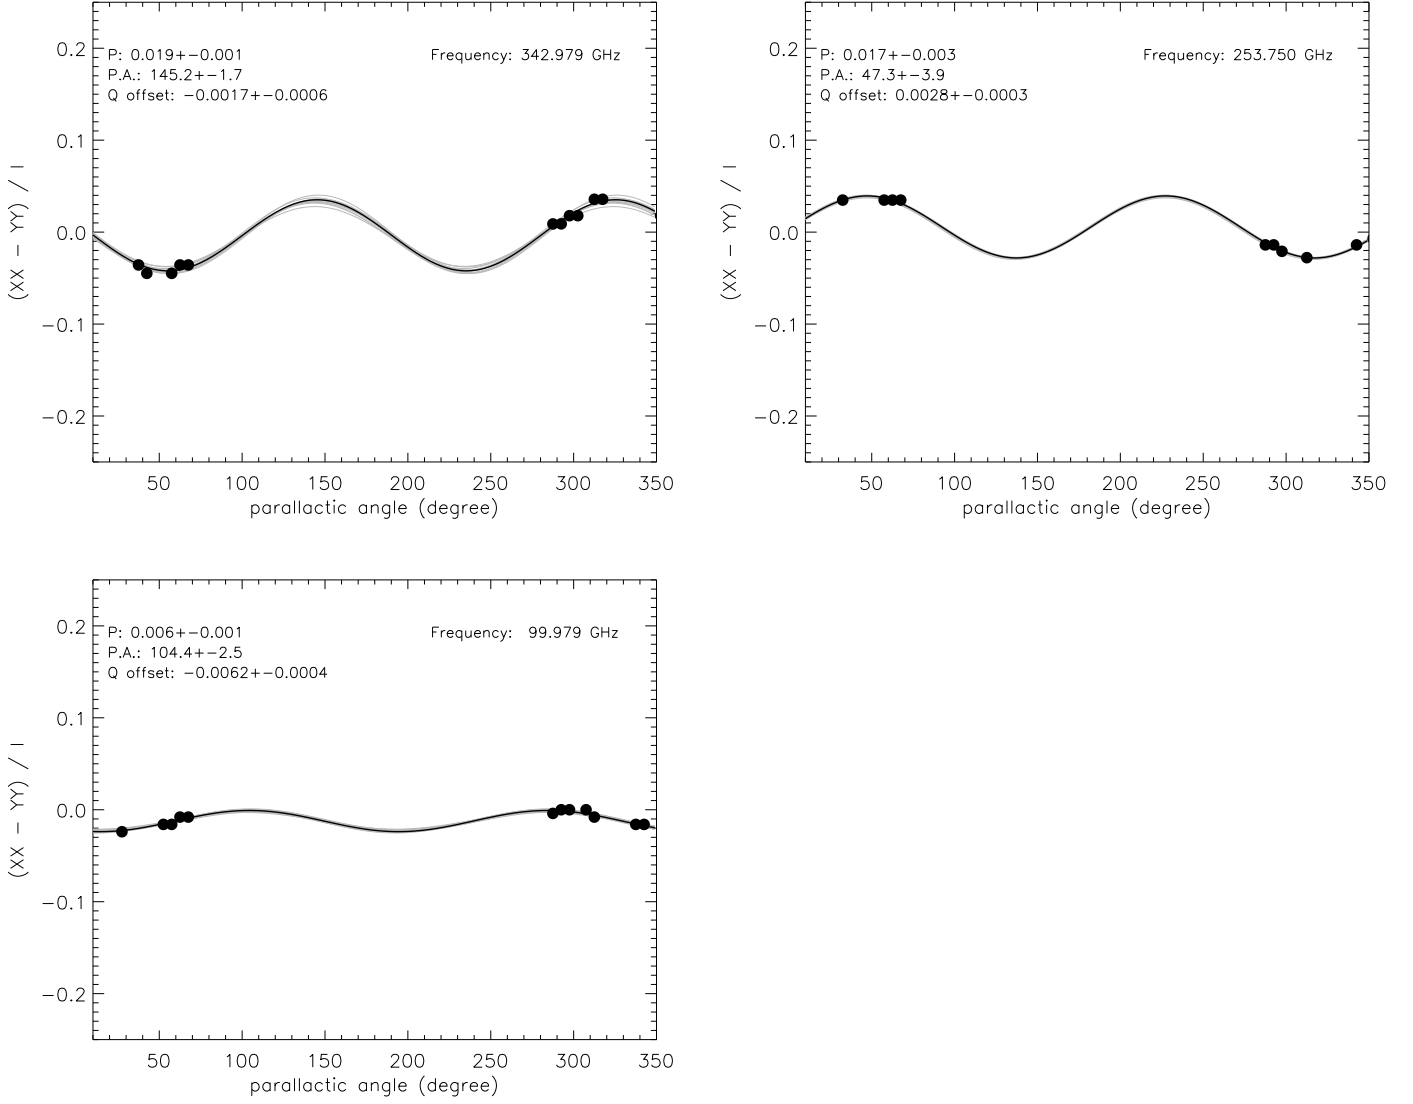 P: 0.019+−0.001
Frequency: 342.979 GHz
P.A.: 145.2+−1.7
Q offset: −0.0017+−0.0006
0.2
0.1
0.0
−0.1
−0.2
(XX − YY) / I
50 100 150 200 250 300 350
parallactic angle (degree)
P: 0.017+−0.003
Frequency: 253.750 GHz
P.A.: 47.3+−3.9
Q offset: 0.0028+−0.0003
0.2
0.1
0.0
−0.1
−0.2
(XX − YY) / I
50 100 150 200 250 300 350
parallactic angle (degree)
P: 0.006+−0.001
Frequency: 99.979 GHz
P.A.: 104.4+−2.5
Q offset: −0.0062+−0.0004
0.2
0.1
0.0
−0.1
−0.2
(XX − YY) / I
50 100 150 200 250 300 350
parallactic angle (degree)